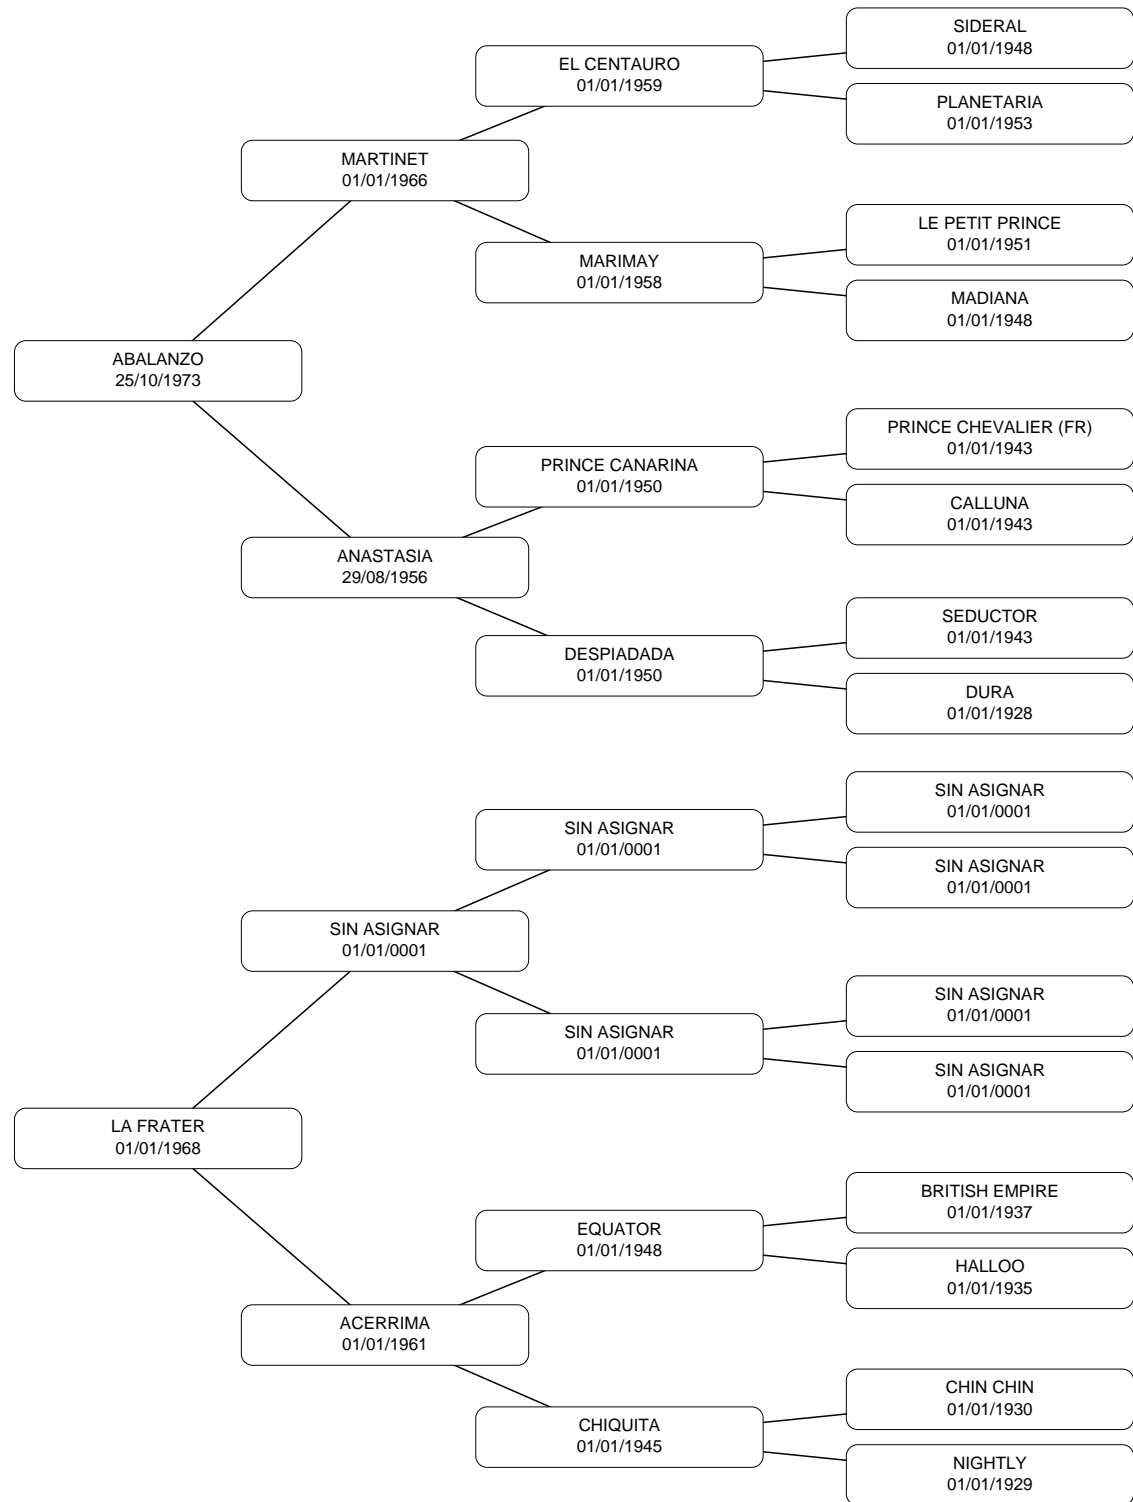 SIDERAL
01/01/1948
EL CENTAURO
01/01/1959
PLANETARIA
01/01/1953
MARTINET
01/01/1966
LE PETIT PRINCE
01/01/1951
MARIMAY
01/01/1958
MADIANA
01/01/1948
ABALANZO
25/10/1973
PRINCE CHEVALIER (FR)
01/01/1943
PRINCE CANARINA
01/01/1950
CALLUNA
01/01/1943
ANASTASIA
29/08/1956
SEDUCTOR
01/01/1943
DESPIADADA
01/01/1950
DURA
01/01/1928
SIN ASIGNAR
01/01/0001
SIN ASIGNAR
01/01/0001
SIN ASIGNAR
01/01/0001
SIN ASIGNAR
01/01/0001
SIN ASIGNAR
01/01/0001
SIN ASIGNAR
01/01/0001
SIN ASIGNAR
01/01/0001
LA FRATER
01/01/1968
BRITISH EMPIRE
01/01/1937
EQUATOR
01/01/1948
HALLOO
01/01/1935
ACERRIMA
01/01/1961
CHIN CHIN
01/01/1930
CHIQUITA
01/01/1945
NIGHTLY
01/01/1929